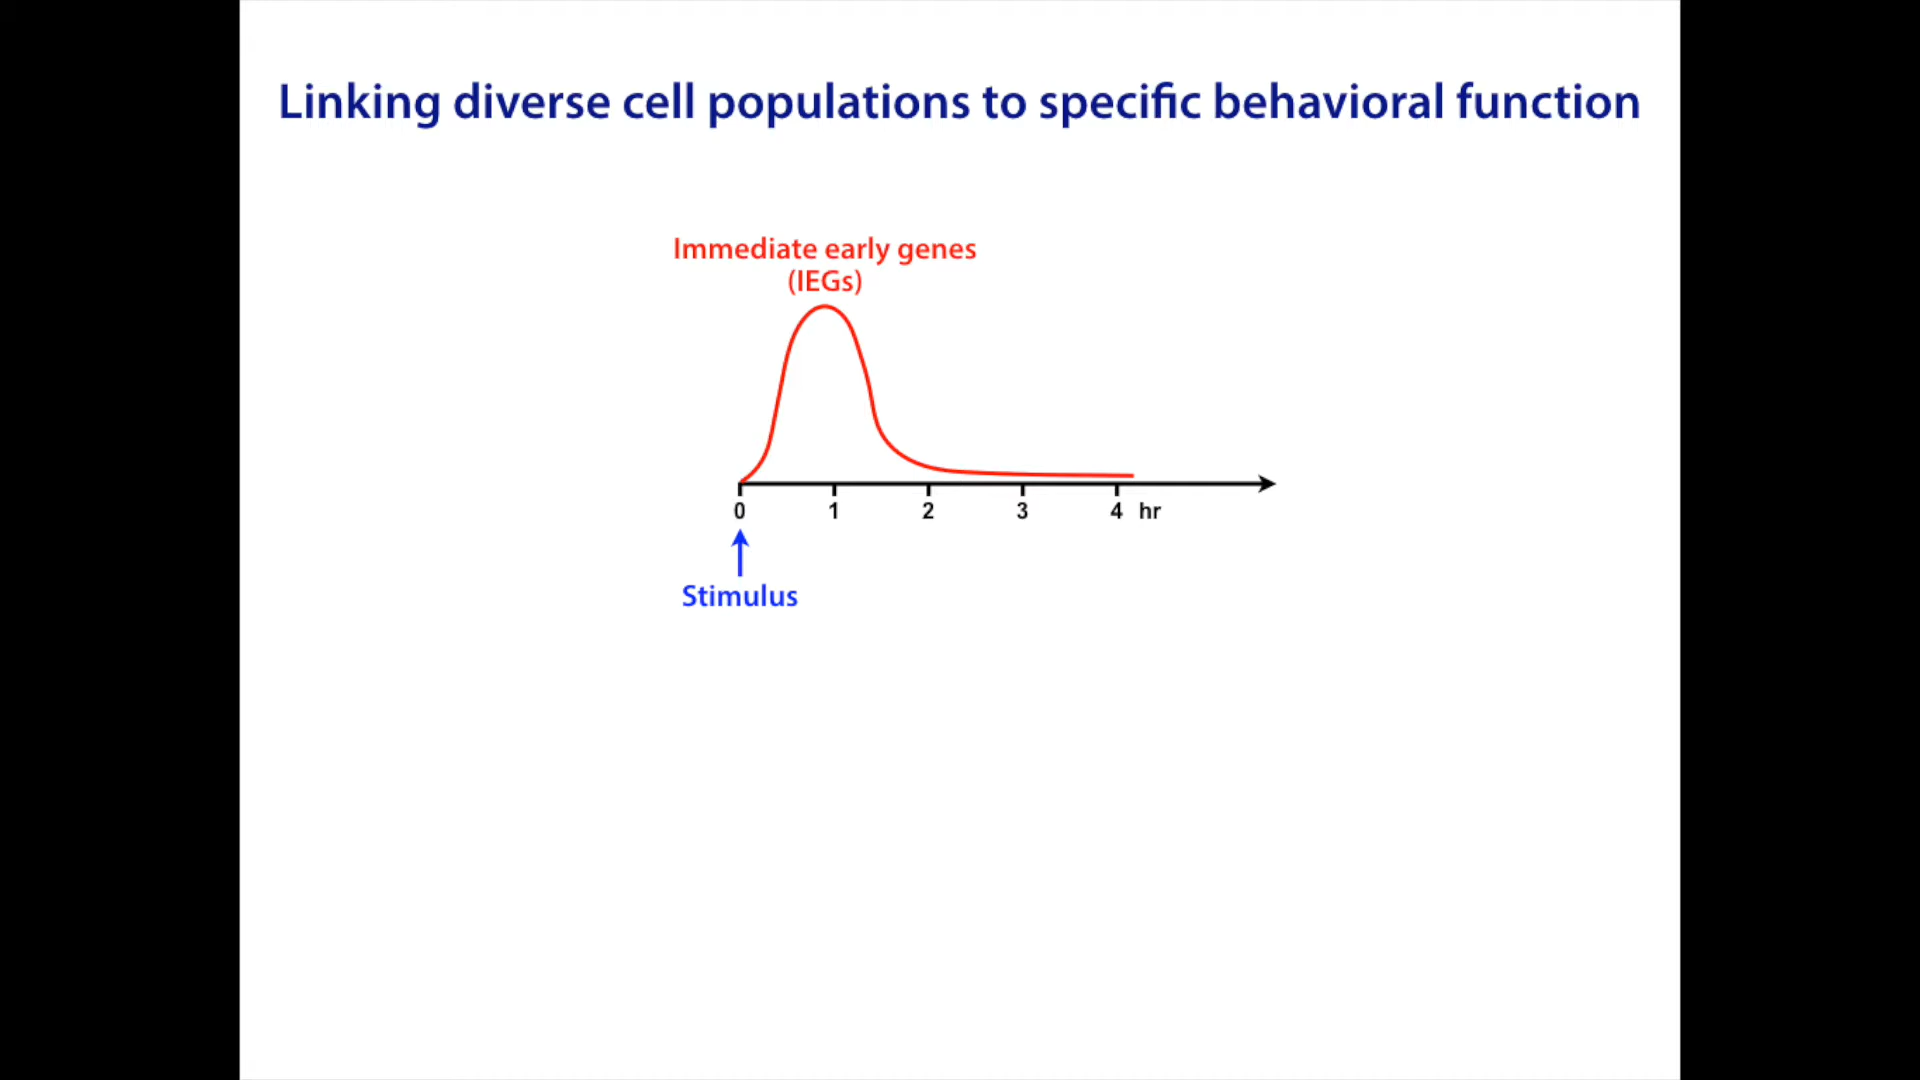 Linking diverse cell populations to specific behavioral function
Immediate early genes
(IEGs)
0 1 2 3 4 hr
Stimulus